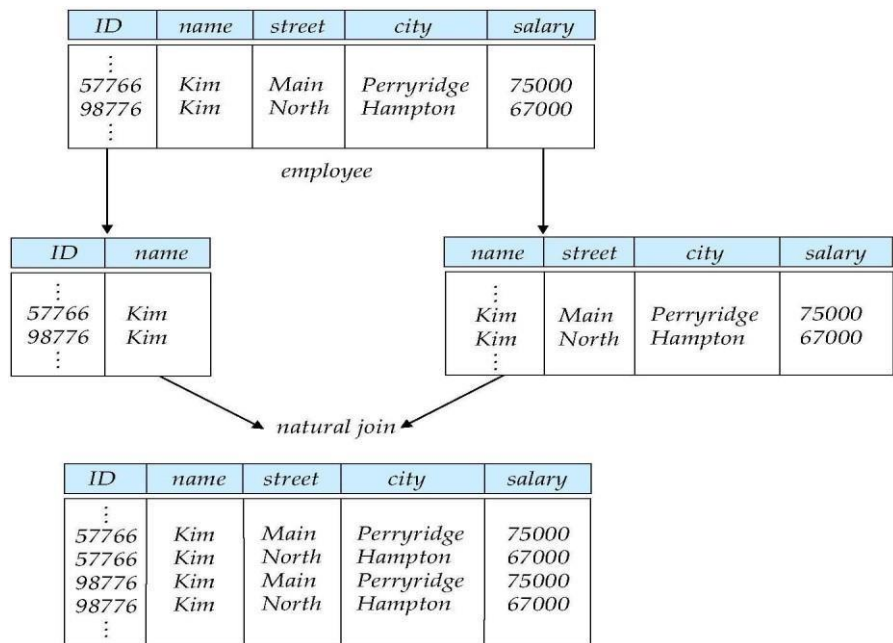 ID name street city salary
⋮
57766 Kim Main Perryridge 75000
98776 Kim North Hampton 67000
⋮
employee
ID name
⋮
57766 Kim
98776 Kim
⋮
name street city salary
⋮
Kim Main Perryridge 75000
Kim North Hampton 67000
⋮
natural join
ID name street city salary
⋮
57766 Kim Main Perryridge 75000
57766 Kim North Hampton 67000
98776 Kim Main Perryridge 75000
98776 Kim North Hampton 67000
⋮